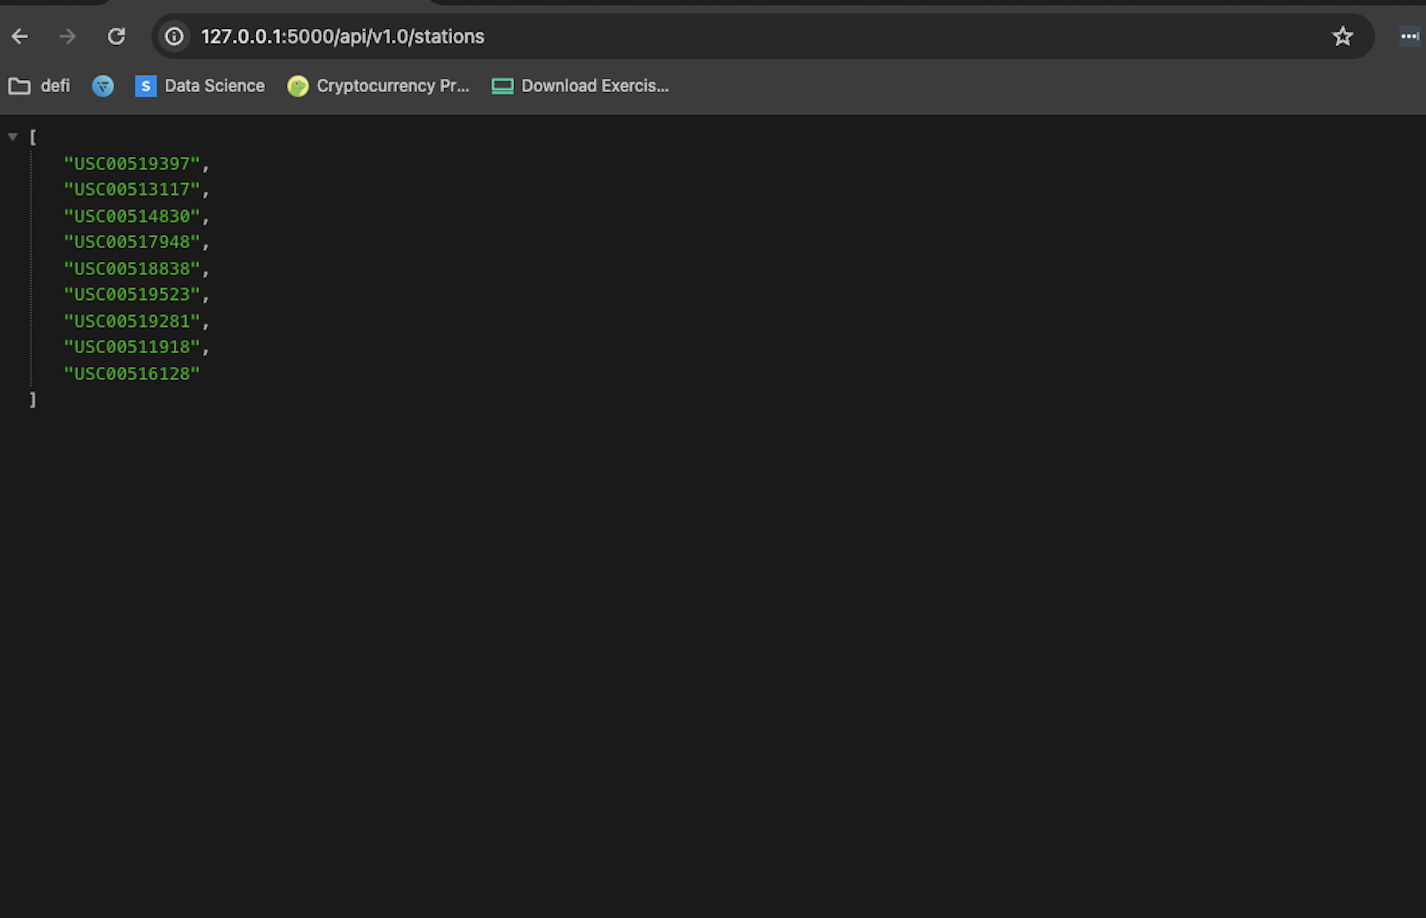 127.0.0.1:5000/api/v1.0/stations
defi S Data Science Cryptocurrency Pr... Download Exercis...
[
"USC00519397",
"USC00513117",
"USC00514830",
"USC00517948",
"USC00518838",
"USC00519523",
"USC00519281",
"USC00511918",
"USC00516128"
]